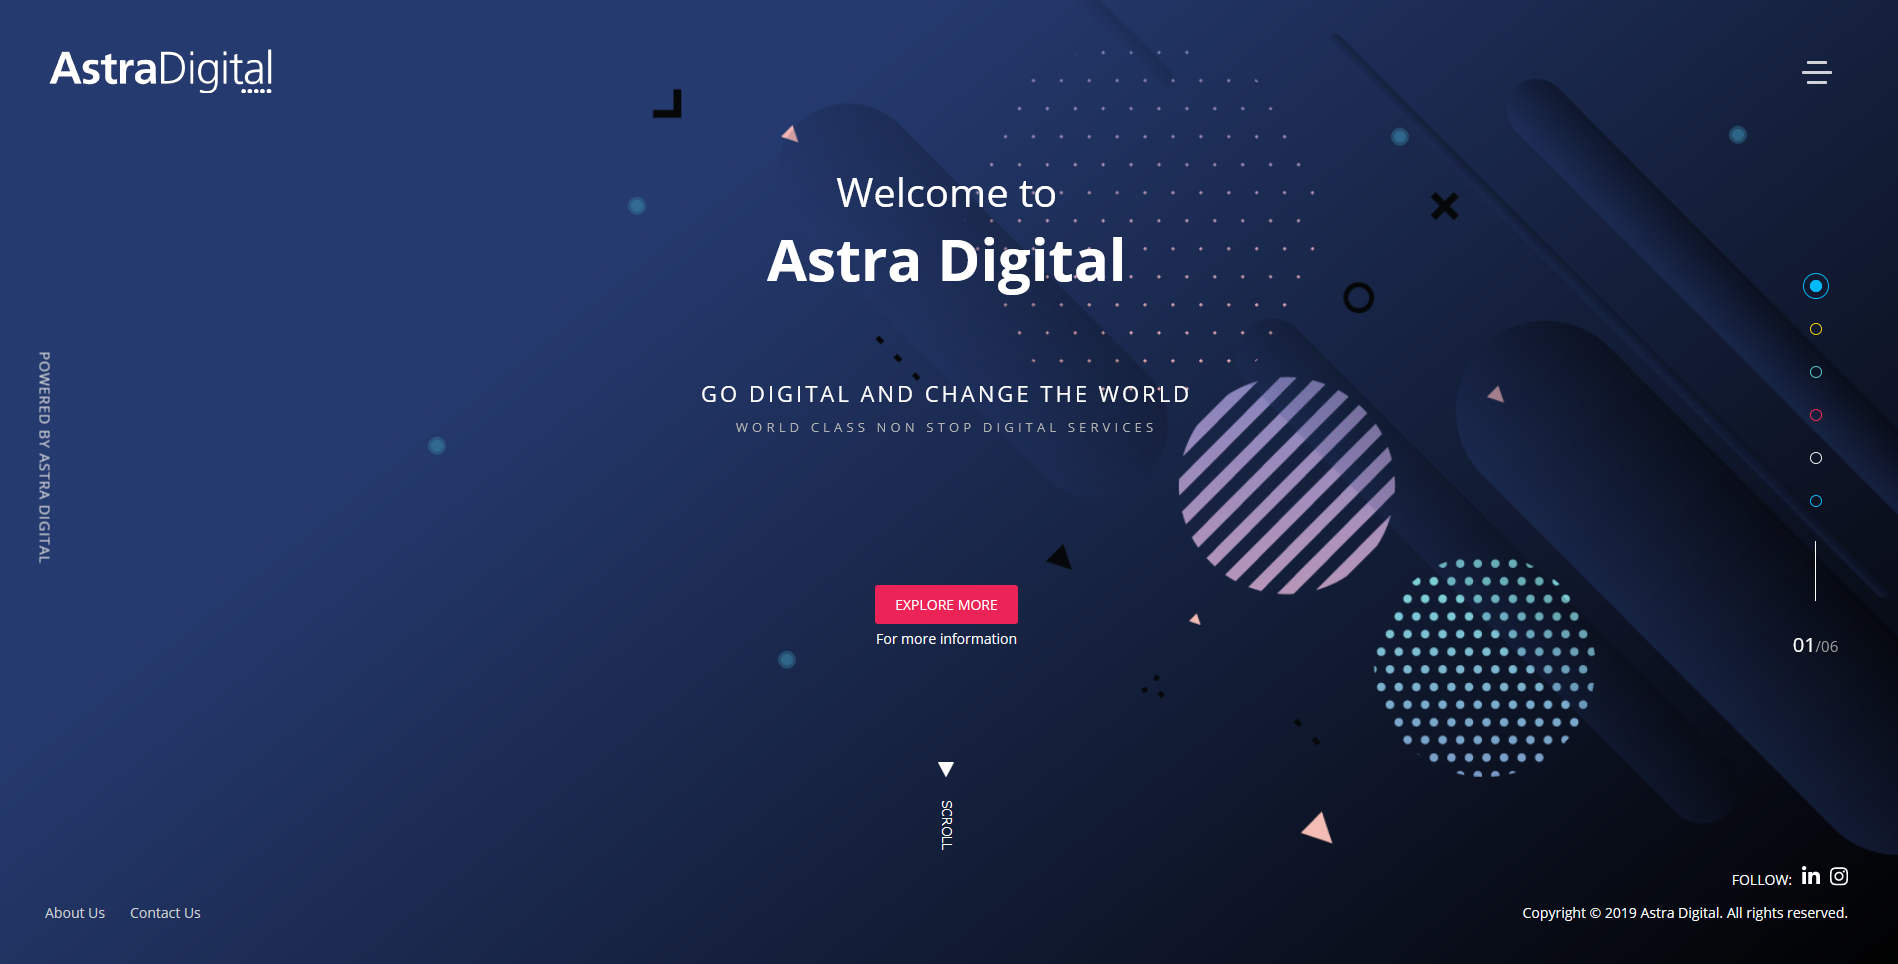 AstraDigital
Welcome to
Astra Digital
GO DIGITAL AND CHANGE THE WORLD
WORLD CLASS NON STOP DIGITAL SERVICES
POWERED BY ASTRA DIGITAL
EXPLORE MORE
For more information
01/06
SCROLL
FOLLOW:
About Us
Contact Us
Copyright © 2019 Astra Digital. All rights reserved.